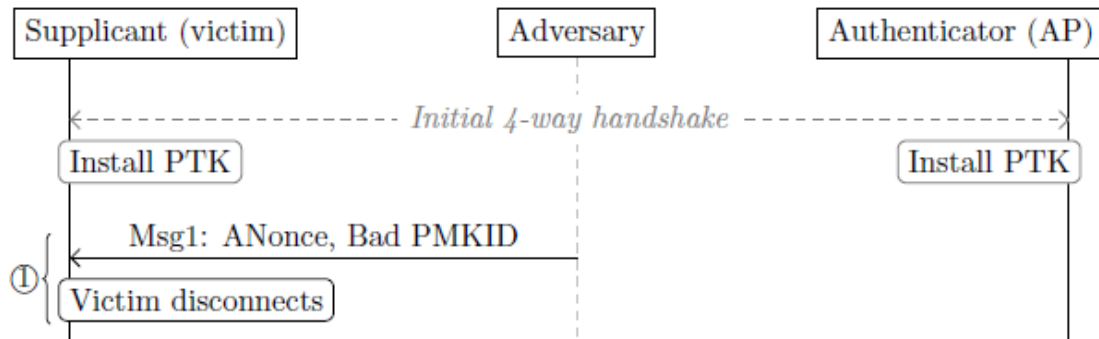 Supplicant (victim)
Adversary
Authenticator (AP)
Initial 4-way handshake
Install PTK
Install PTK
Msg1: ANonce, Bad PMKID
①
Victim disconnects